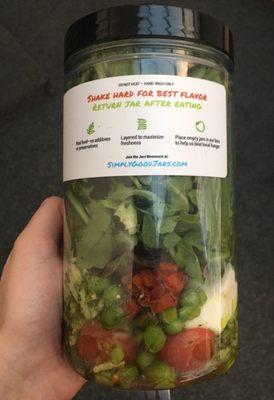 DO NOT HEAT • HAND WASH ONLY
SHAKE HARD FOR BEST FLAVOR
RETURN JAR AFTER EATING
Real food–no additives
or preservatives
Layered to maximize
freshness
Place empty jars in our bins
to help us beat local hunger
Join the Jars Movement at
SIMPLYGOODJARS.COM